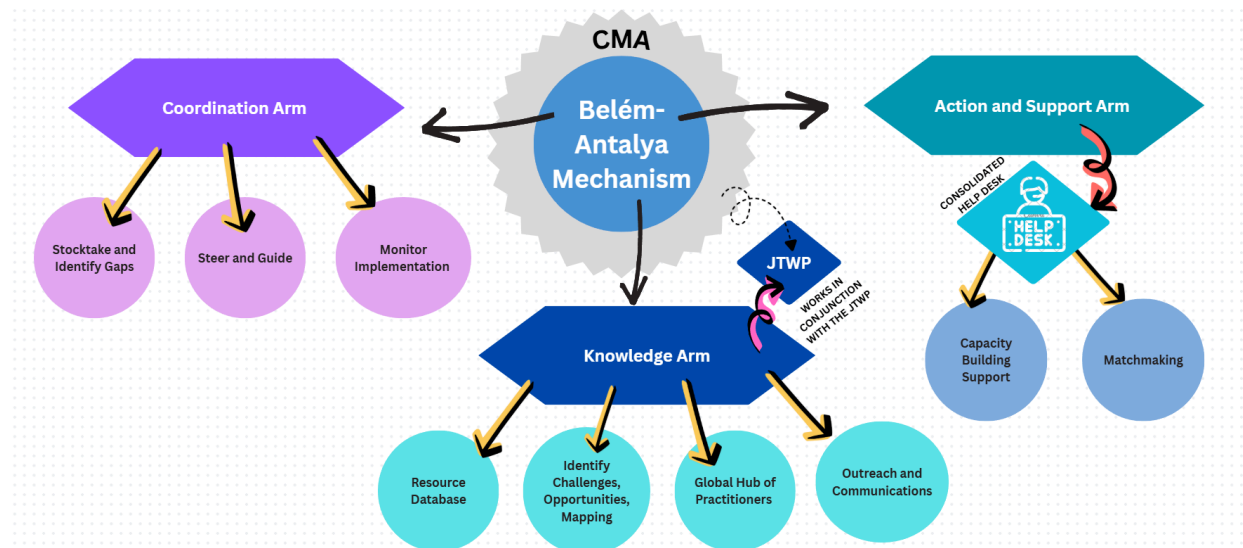 CMA
Belém-
Antalya
Mechanism
Coordination Arm
Stocktake and
Identify Gaps
Steer and Guide
Monitor
Implementation
Action and Support Arm
CONSOLIDATED
HELP DESK
HELP
DESK
Capacity
Building
Support
Matchmaking
JTWP
WORKS IN
CONJUNCTION
WITH THE JTWP
Knowledge Arm
Resource
Database
Identify
Challenges,
Opportunities,
Mapping
Global Hub of
Practitioners
Outreach and
Communications